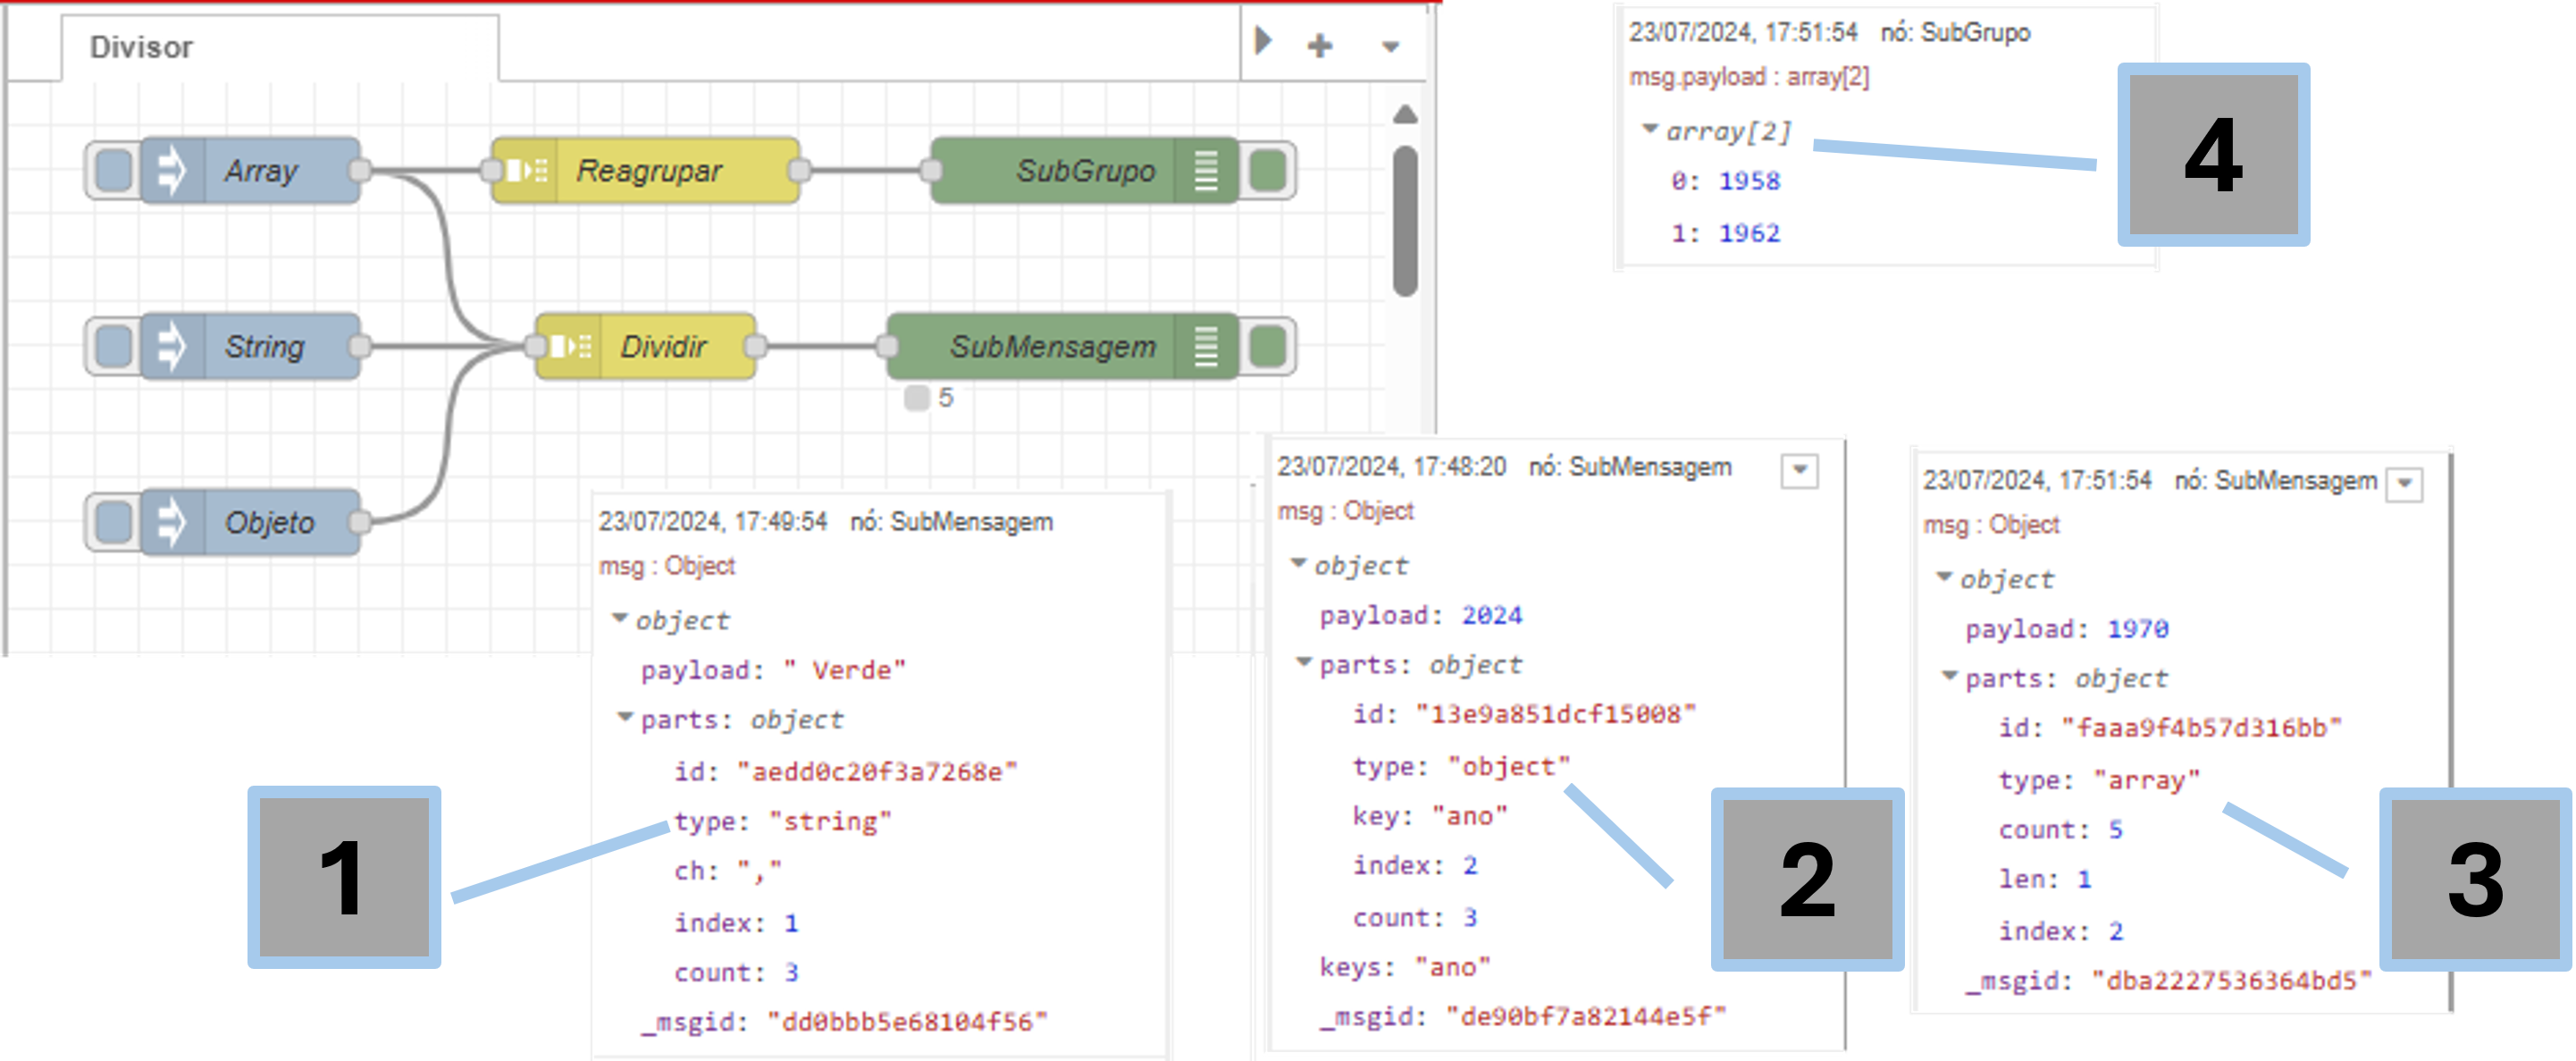 Divisor
Array
Reagrupar
SubGrupo
String
Dividir
SubMensagem
5
Objeto
23/07/2024, 17:51:54 nó: SubGrupo
msg.payload : array[2]
array[2]
0: 1958
1: 1962
4
23/07/2024, 17:49:54 nó: SubMensagem
msg : Object
object
payload: " Verde"
parts: object
id: "aedd0c20f3a7268e"
type: "string"
ch: ","
index: 1
count: 3
_msgid: "dd0bbb5e68104f56"
1
23/07/2024, 17:48:20 nó: SubMensagem
msg : Object
object
payload: 2024
parts: object
id: "13e9a851dcf15008"
type: "object"
key: "ano"
index: 2
count: 3
keys: "ano"
_msgid: "de90bf7a82144e5f"
2
23/07/2024, 17:51:54 nó: SubMensagem
msg : Object
object
payload: 1970
parts: object
id: "faaa9f4b57d316bb"
type: "array"
count: 5
len: 1
index: 2
_msgid: "dba2227536364bd5"
3